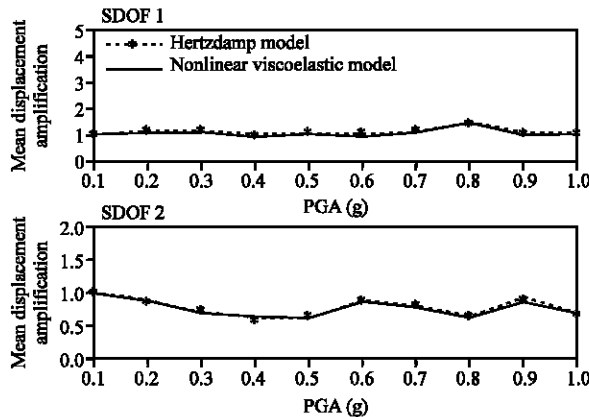 SDOF 1
Hertzdamp model
Nonlinear viscoelastic model
Mean displacement
amplification
5
4
3
2
1
0
0.1 0.2 0.3 0.4 0.5 0.6 0.7 0.8 0.9 1.0
PGA (g)
SDOF 2
Mean displacement
amplification
2.0
1.5
1.0
0.5
0.0
0.1 0.2 0.3 0.4 0.5 0.6 0.7 0.8 0.9 1.0
PGA (g)